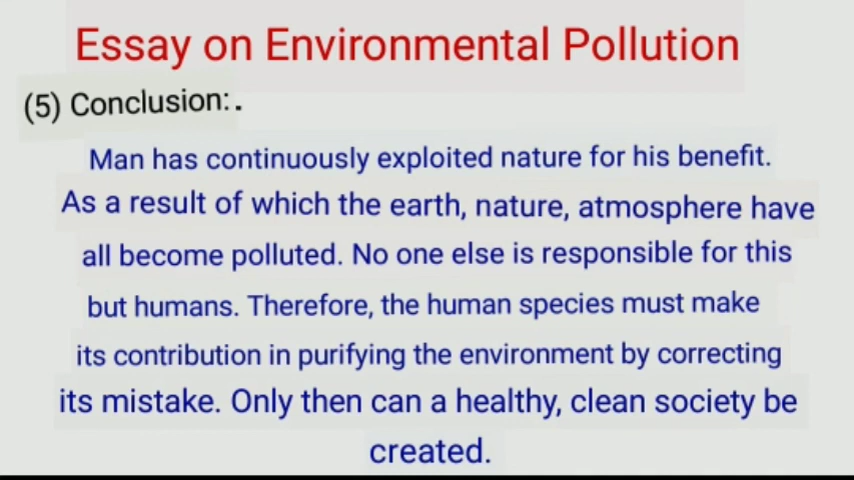 Essay on Environmental Pollution
(5) Conclusion:.
Man has continuously exploited nature for his benefit.
As a result of which the earth, nature, atmosphere have
all become polluted. No one else is responsible for this
but humans. Therefore, the human species must make
its contribution in purifying the environment by correcting
its mistake. Only then can a healthy, clean society be
created.